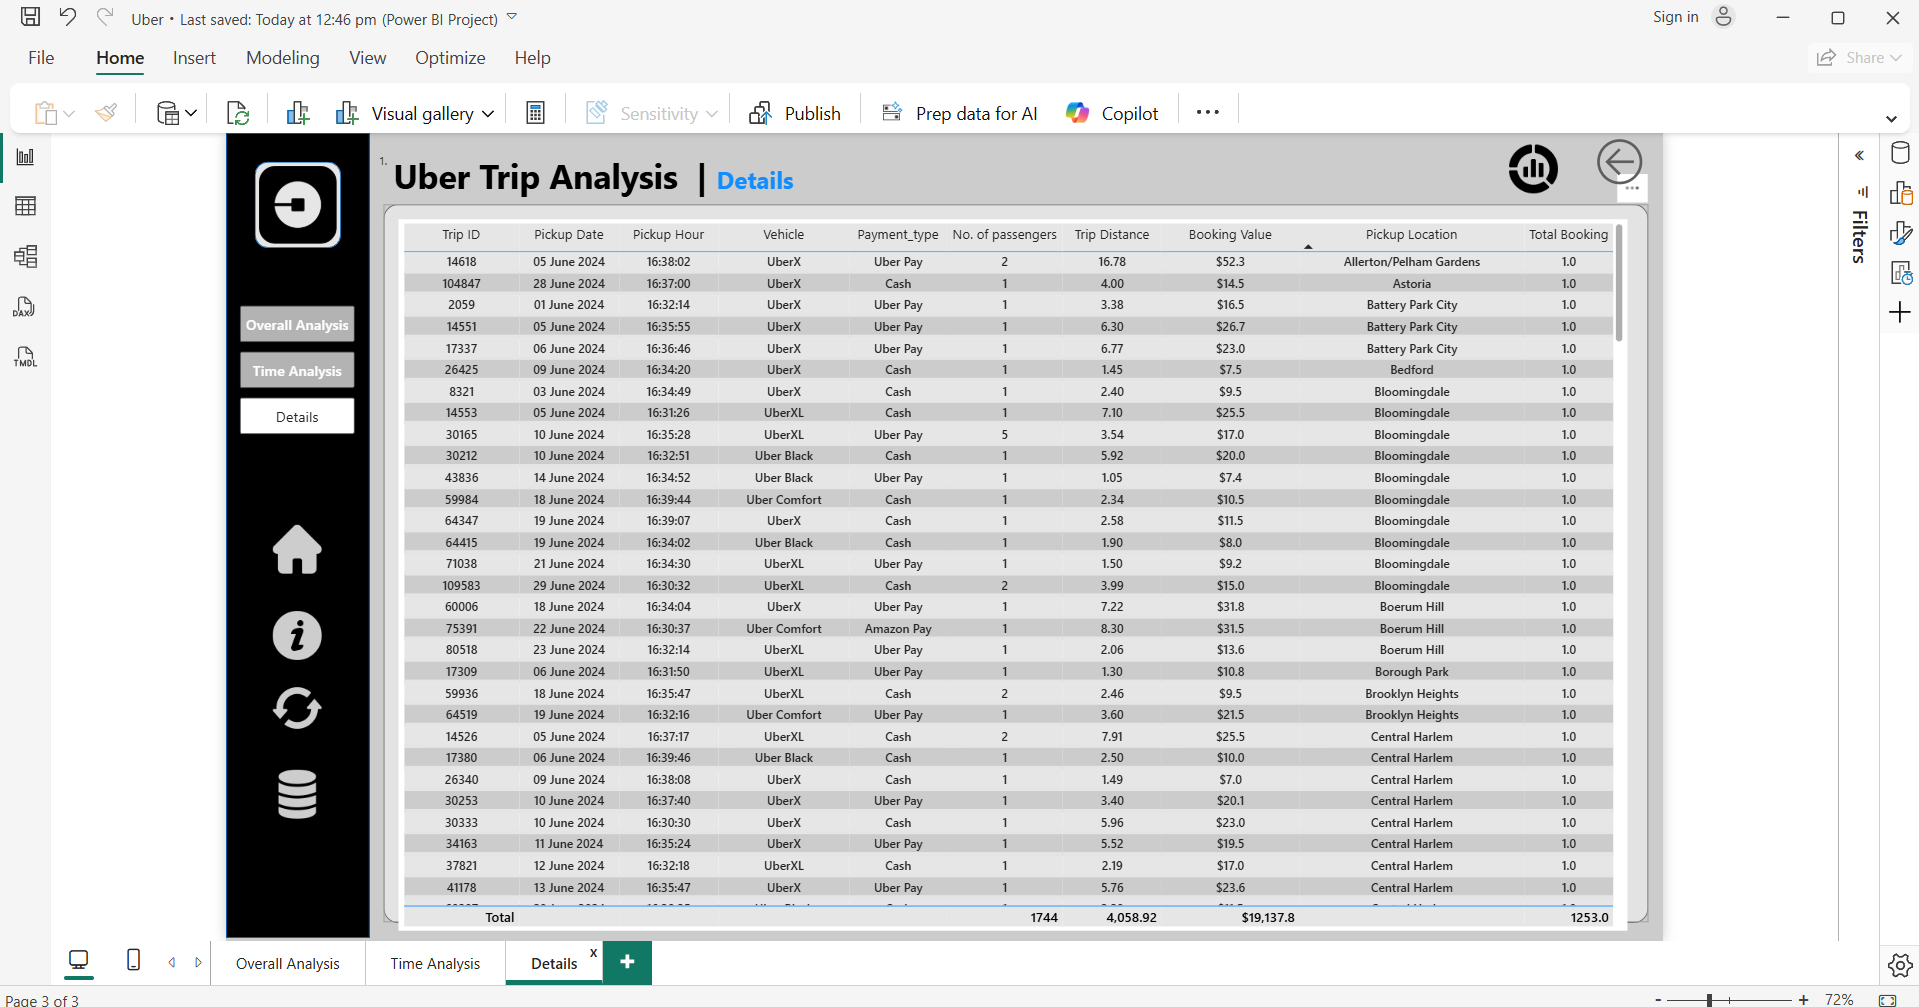 Uber • Last saved: Today at 12:46 pm (Power BI Project)
Sign in
File Home Insert Modeling View Optimize Help
Share
Visual gallery
Sensitivity
Publish
Prep data for AI
Copilot
1.
Uber Trip Analysis | Details
Filters
DAX
TMDL
Overall Analysis
Time Analysis
Details
Trip ID Pickup Date Pickup Hour Vehicle Payment_type No. of passengers Trip Distance Booking Value Pickup Location Total Booking
14618 05 June 2024 16:38:02 UberX Uber Pay 2 16.78 $52.3 Allerton/Pelham Gardens 1.0
104847 28 June 2024 16:37:00 UberX Cash 1 4.00 $14.5 Astoria 1.0
2059 01 June 2024 16:32:14 UberX Uber Pay 1 3.38 $16.5 Battery Park City 1.0
14551 05 June 2024 16:35:55 UberX Uber Pay 1 6.30 $26.7 Battery Park City 1.0
17337 06 June 2024 16:36:46 UberX Uber Pay 1 6.77 $23.0 Battery Park City 1.0
26425 09 June 2024 16:34:20 UberX Cash 1 1.45 $7.5 Bedford 1.0
8321 03 June 2024 16:34:49 UberX Cash 1 2.40 $9.5 Bloomingdale 1.0
14553 05 June 2024 16:31:26 UberXL Cash 1 7.10 $25.5 Bloomingdale 1.0
30165 10 June 2024 16:35:28 UberXL Uber Pay 5 3.54 $17.0 Bloomingdale 1.0
30212 10 June 2024 16:32:51 Uber Black Cash 1 5.92 $20.0 Bloomingdale 1.0
43836 14 June 2024 16:34:52 Uber Black Uber Pay 1 1.05 $7.4 Bloomingdale 1.0
59984 18 June 2024 16:39:44 Uber Comfort Cash 1 2.34 $10.5 Bloomingdale 1.0
64347 19 June 2024 16:39:07 UberX Cash 1 2.58 $11.5 Bloomingdale 1.0
64415 19 June 2024 16:34:02 Uber Black Cash 1 1.90 $8.0 Bloomingdale 1.0
71038 21 June 2024 16:34:30 UberXL Uber Pay 1 1.50 $9.2 Bloomingdale 1.0
109583 29 June 2024 16:30:32 UberXL Cash 2 3.99 $15.0 Bloomingdale 1.0
60006 18 June 2024 16:34:04 UberX Uber Pay 1 7.22 $31.8 Boerum Hill 1.0
75391 22 June 2024 16:30:37 Uber Comfort Amazon Pay 1 8.30 $31.5 Boerum Hill 1.0
80518 23 June 2024 16:32:14 UberXL Uber Pay 1 2.06 $13.6 Boerum Hill 1.0
17309 06 June 2024 16:31:50 UberXL Uber Pay 1 1.30 $10.8 Borough Park 1.0
59936 18 June 2024 16:35:47 UberXL Cash 2 2.46 $9.5 Brooklyn Heights 1.0
64519 19 June 2024 16:32:16 Uber Comfort Uber Pay 1 3.60 $21.5 Brooklyn Heights 1.0
14526 05 June 2024 16:37:17 UberXL Cash 2 7.91 $25.5 Central Harlem 1.0
17380 06 June 2024 16:39:46 Uber Black Cash 1 2.50 $10.0 Central Harlem 1.0
26340 09 June 2024 16:38:08 UberX Cash 1 1.49 $7.0 Central Harlem 1.0
30253 10 June 2024 16:37:40 UberX Uber Pay 1 3.40 $20.1 Central Harlem 1.0
30333 10 June 2024 16:30:30 UberX Cash 1 5.96 $23.0 Central Harlem 1.0
34163 11 June 2024 16:35:24 UberX Uber Pay 1 5.52 $19.5 Central Harlem 1.0
37821 12 June 2024 16:32:18 UberXL Cash 1 2.19 $17.0 Central Harlem 1.0
41178 13 June 2024 16:35:47 UberX Uber Pay 1 5.76 $23.6 Central Harlem 1.0
Total 1744 4,058.92 $19,137.8 1253.0
Overall Analysis Time Analysis Details x +
Page 3 of 3
- + 72%